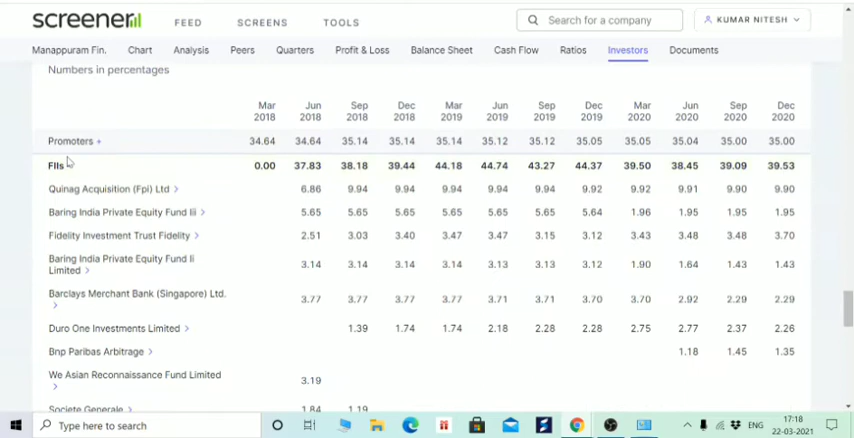 screener
FEED SCREENS TOOLS
Search for a company
KUMAR NITESH
Manappuram Fin. Chart Analysis Peers Quarters Profit & Loss Balance Sheet Cash Flow Ratios Investors Documents
Numbers in percentages
Mar 2018 Jun 2018 Sep 2018 Dec 2018 Mar 2019 Jun 2019 Sep 2019 Dec 2019 Mar 2020 Jun 2020 Sep 2020 Dec 2020
Promoters + 34.64 34.64 35.14 35.14 35.14 35.12 35.12 35.05 35.05 35.04 35.00 35.00
FIIs 0.00 37.83 38.18 39.44 44.18 44.74 43.27 44.37 39.50 38.45 39.09 39.53
Quinag Acquisition (Fpi) Ltd > 6.86 9.94 9.94 9.94 9.94 9.94 9.92 9.92 9.91 9.90 9.90
Baring India Private Equity Fund Iii > 5.65 5.65 5.65 5.65 5.65 5.65 5.64 1.96 1.95 1.95 1.95
Fidelity Investment Trust Fidelity > 2.51 3.03 3.40 3.47 3.47 3.15 3.12 3.43 3.48 3.48 3.70
Baring India Private Equity Fund Ii
Limited > 3.14 3.14 3.14 3.14 3.13 3.13 3.12 1.90 1.64 1.43 1.43
Barclays Merchant Bank (Singapore) Ltd.
> 3.77 3.77 3.77 3.77 3.71 3.71 3.70 3.70 2.92 2.29 2.29
Duro One Investments Limited > 1.39 1.74 1.74 2.18 2.28 2.28 2.75 2.77 2.37 2.26
Bnp Paribas Arbitrage > 1.18 1.45 1.35
We Asian Reconnaissance Fund Limited
> 3.19
Societe Generale > 1.84 1.19
Type here to search
ENG
17:18
22-03-2021